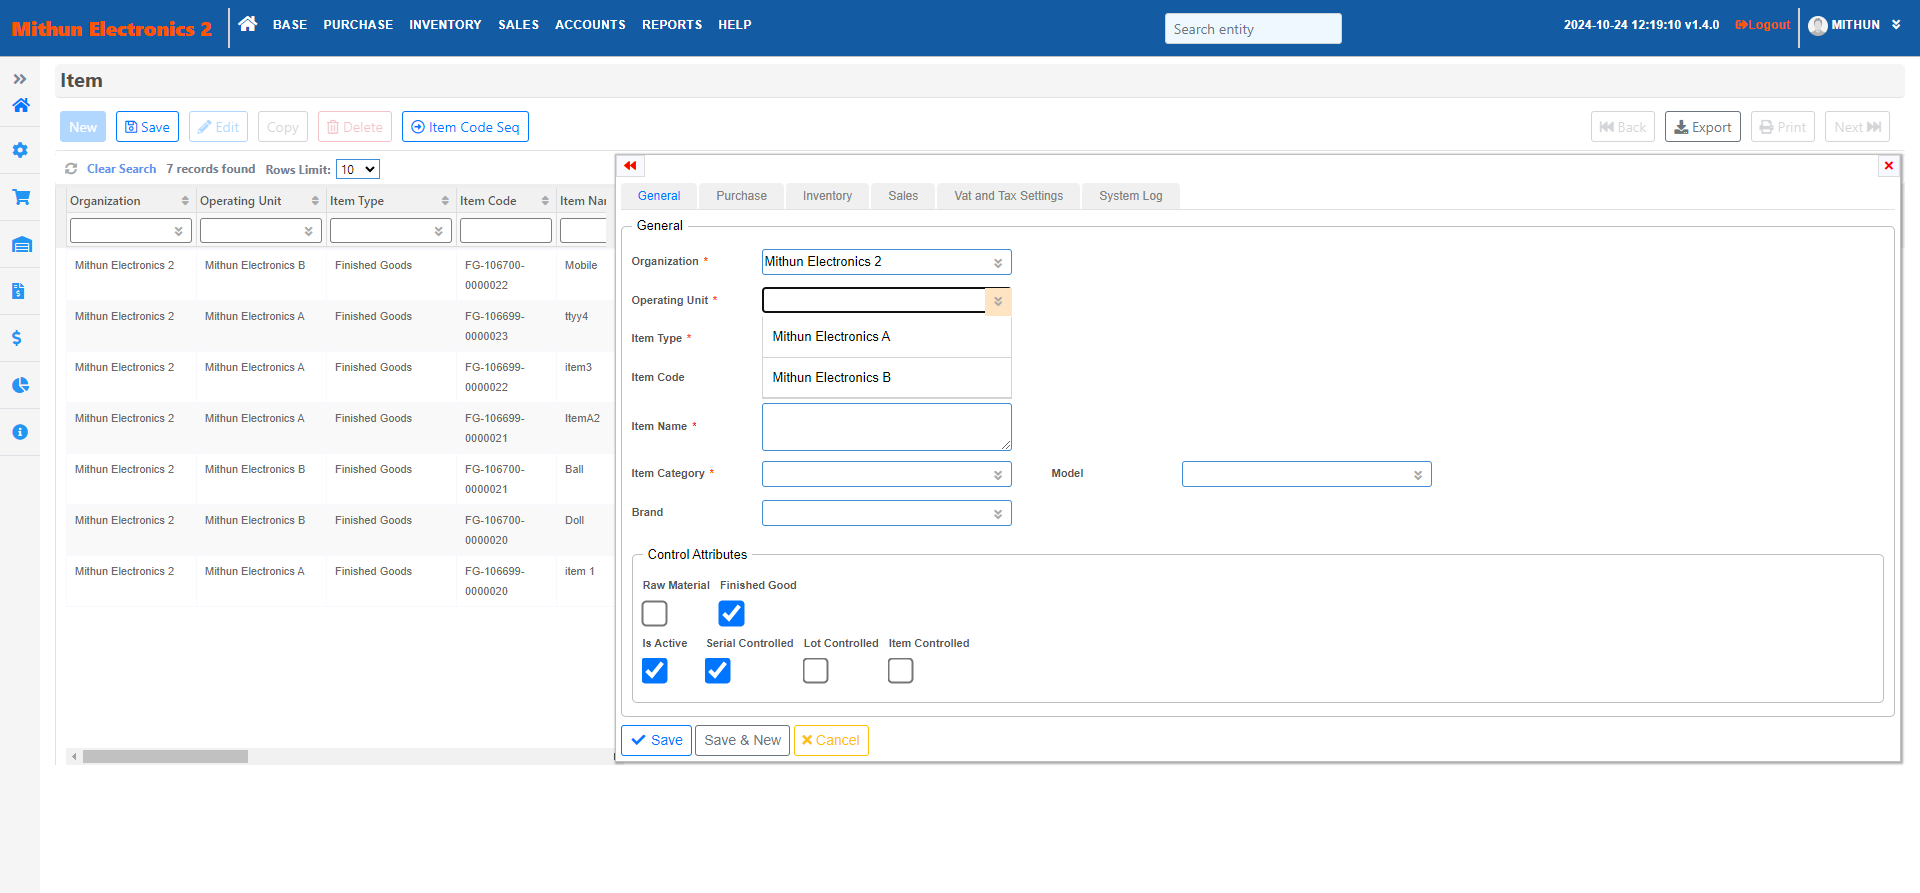 Mithun Electronics 2
BASE PURCHASE INVENTORY SALES ACCOUNTS REPORTS HELP
Search entity
2024-10-24 12:19:10 v1.4.0 Logout MITHUN
Item
New Save Edit Copy Delete Item Code Seq
Back Export Print Next
Clear Search 7 records found Rows Limit: 10
Organization Operating Unit Item Type Item Code Item Nar
Mithun Electronics 2 Mithun Electronics B Finished Goods FG-106700-0000022 Mobile
Mithun Electronics 2 Mithun Electronics A Finished Goods FG-106699-0000023 ttyy4
Mithun Electronics 2 Mithun Electronics A Finished Goods FG-106699-0000022 item3
Mithun Electronics 2 Mithun Electronics A Finished Goods FG-106699-0000021 ItemA2
Mithun Electronics 2 Mithun Electronics B Finished Goods FG-106700-0000021 Ball
Mithun Electronics 2 Mithun Electronics B Finished Goods FG-106700-0000020 Doll
Mithun Electronics 2 Mithun Electronics A Finished Goods FG-106699-0000020 item 1
General Purchase Inventory Sales Vat and Tax Settings System Log
General
Organization * Mithun Electronics 2
Operating Unit *
Mithun Electronics A
Item Type *
Item Code
Mithun Electronics B
Item Name *
Item Category *
Model
Brand
Control Attributes
Raw Material Finished Good
Is Active Serial Controlled Lot Controlled Item Controlled
Save Save & New Cancel